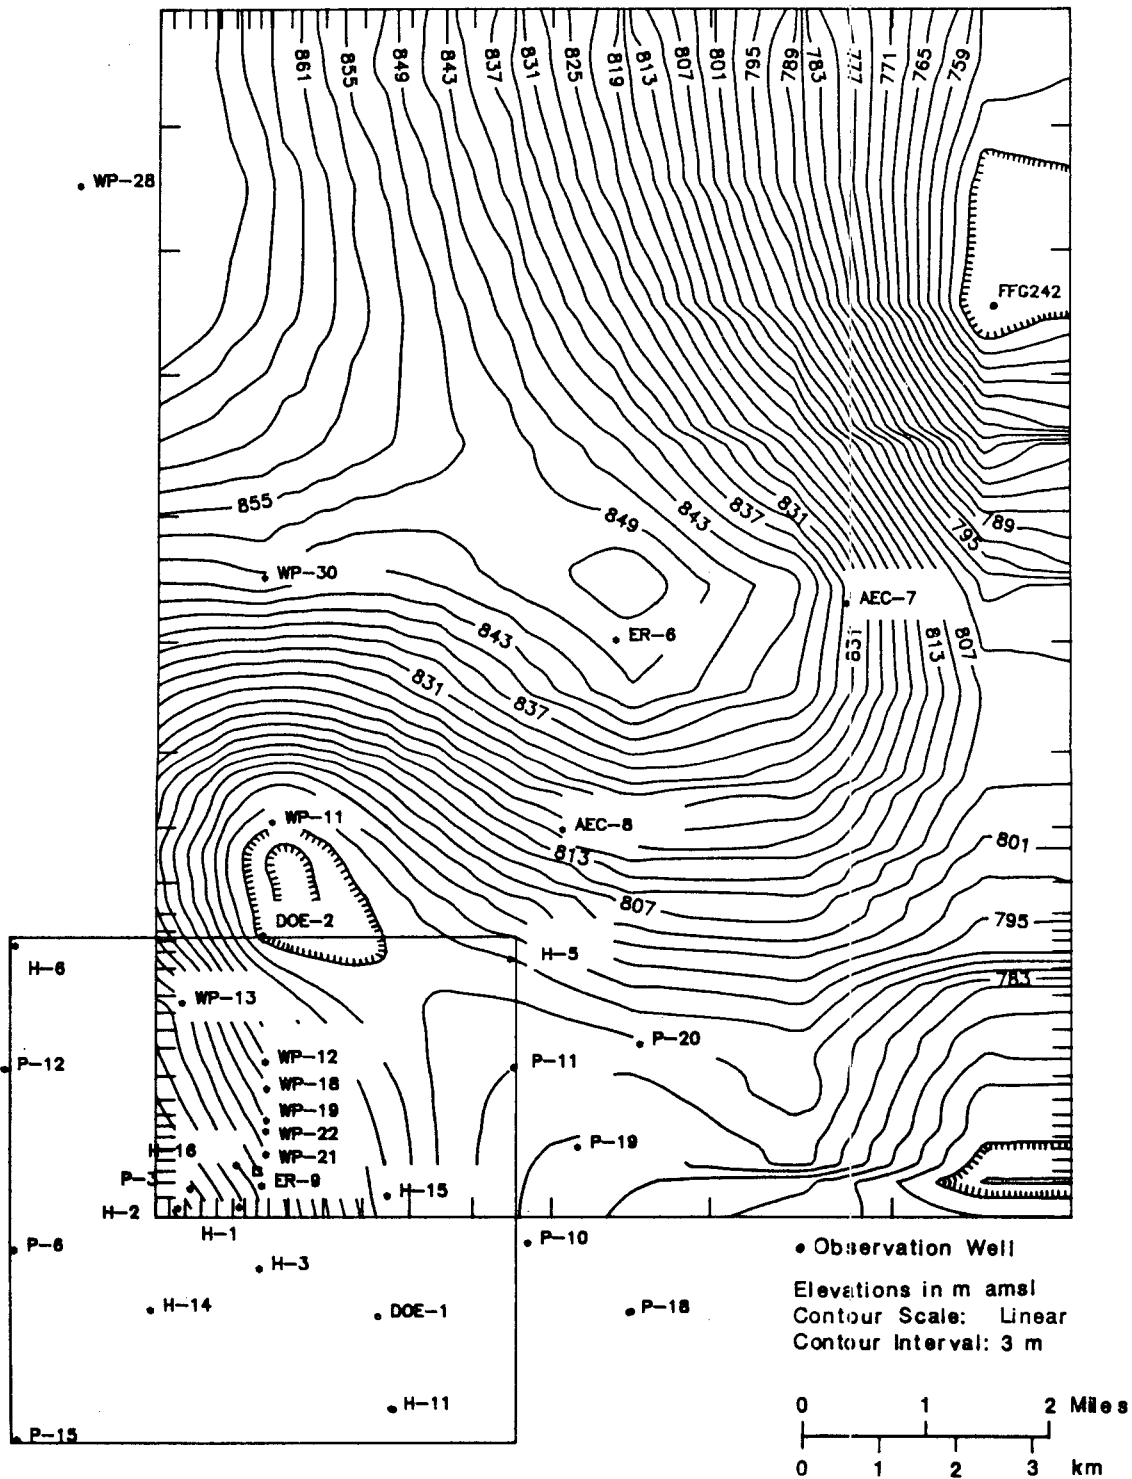 861 855 849 843 837 831 825 819 813 807 801 795 789 783 777 771 765 759
WP-28
FFG242
855
849
843
837
831
795
789
WP-30
AEC-7
ER-6
843
831
837
831
813
807
WP-11
AEC-8
813
801
807
DOE-2
795
H-6
H-5
783
WP-13
P-20
P-12
WP-12
P-11
WP-18
WP-19
WP-22
P-19
H-16
WP-21
P-3
ER-9
H-15
H-2
H-1
P-6
P-10
H-3
H-14
DOE-1
P-18
H-11
P-15
Observation Well
Elevations in m amsl
Contour Scale: Linear
Contour Interval: 3 m
0 1 2 Miles
0 1 2 3 km